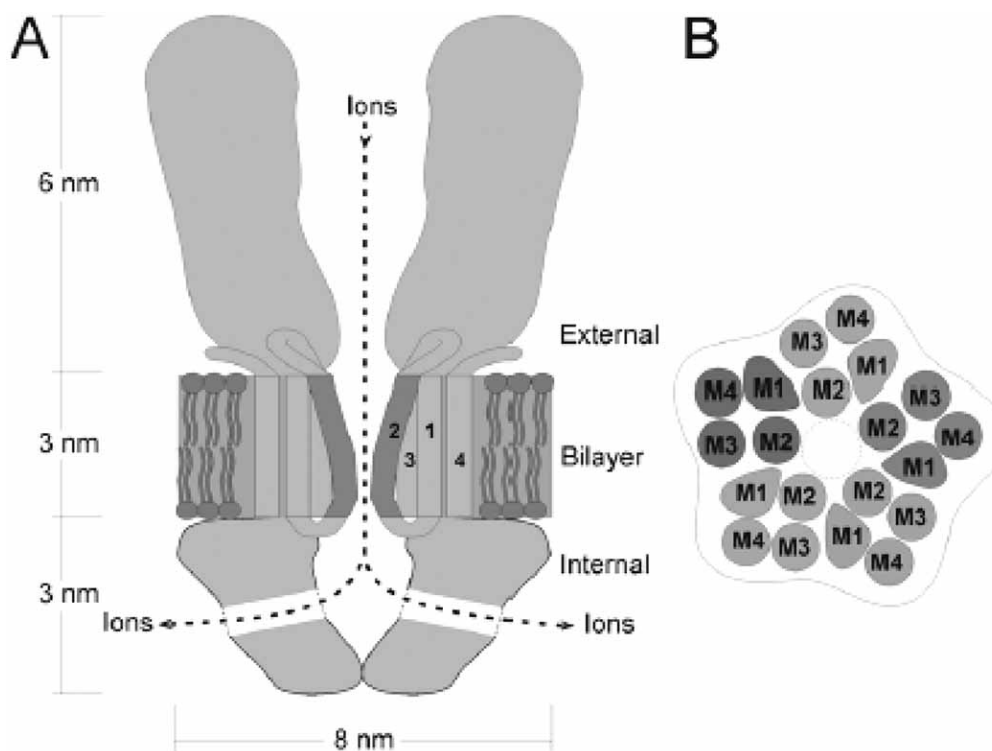 A
B
Ions
6 nm
External
3 nm
2 1
3 4
Bilayer
Internal
3 nm
Ions
Ions
8 nm
M4
M3
M1
M4 M1 M2 M3
M2 M4
M3 M2 M1
M1 M2 M2
M3
M4 M3 M1 M4